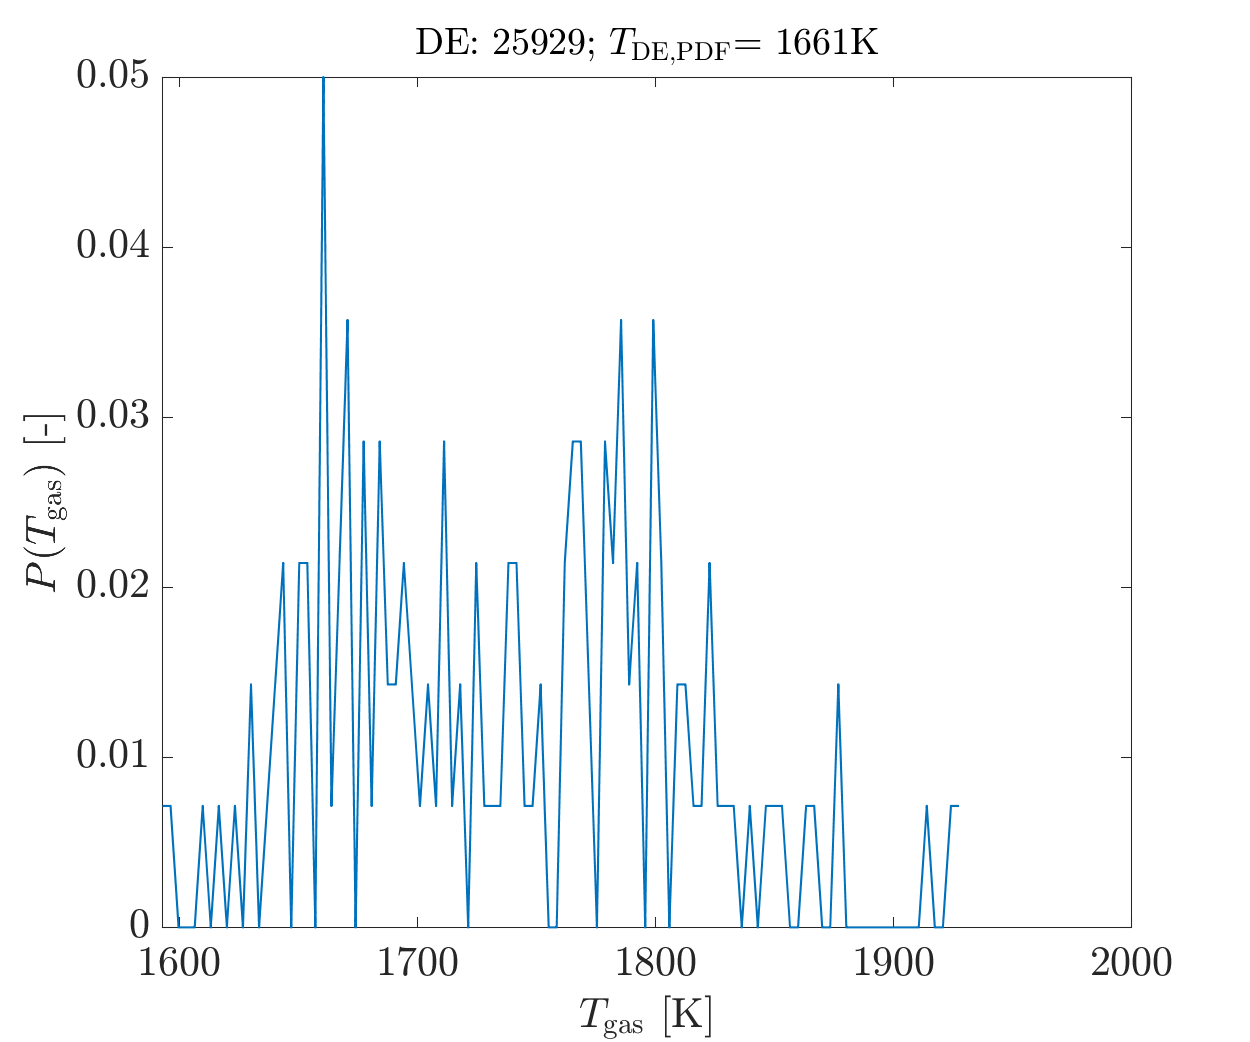 DE: 25929; T_DE,PDF= 1661K
0.05
0.04
0.03
0.02
0.01
0
P(T_gas) [-]
1600 1700 1800 1900 2000
T_gas [K]